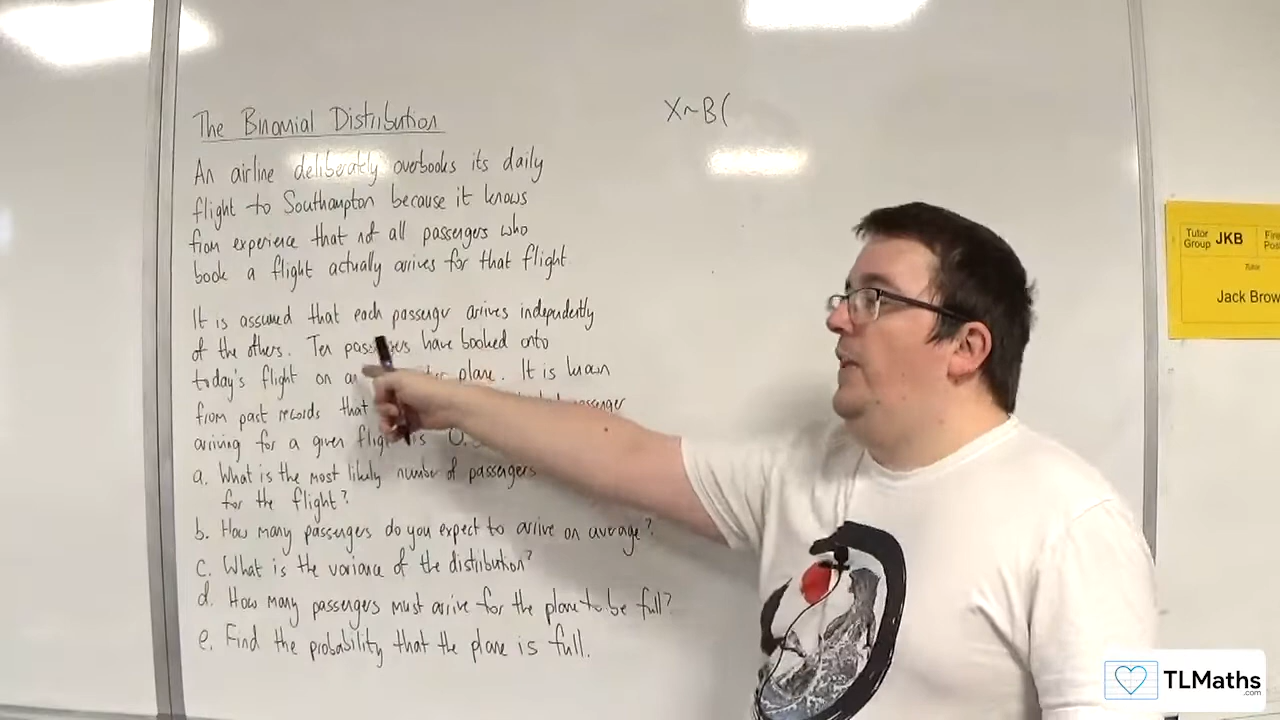 The Binomial Distribution
X~B(
An airline deliberately overbooks its daily
flight to Southampton because it knows
from experience that not all passengers who
book a flight actually arrives for that flight.
It is assumed that each passenger arrives independently
of the others. Ten passengers have booked onto
today's flight on plane. It is known
from past records that passenger
arriving for a given flight is
a. What is the most likely number of passengers
for the flight?
b. How many passengers do you expect to arrive on average?
c. What is the variance of the distribution?
d. How many passengers must arrive for the plane to be full?
e. Find the probability that the plane is full.
Tutor
Group JKB
Tutor
Jack Brow
TLMaths
.com